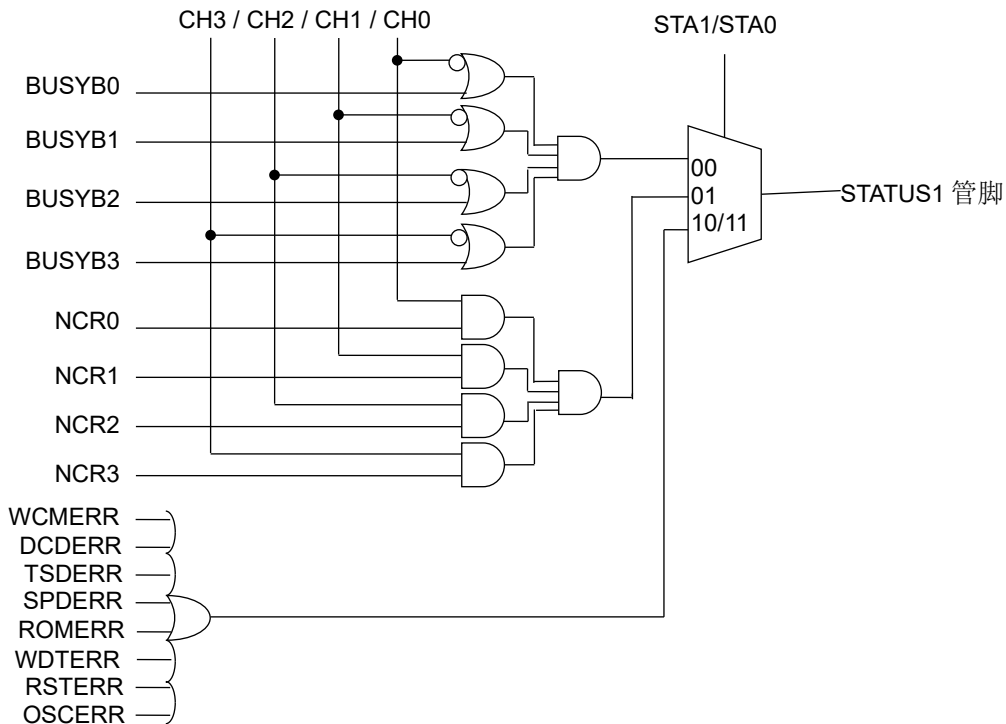 CH3 / CH2 / CH1 / CH0
STA1/STA0
BUSYB0
BUSYB1
BUSYB2
BUSYB3
00
01
10/11
STATUS1 管脚
NCR0
NCR1
NCR2
NCR3
WCMERR
DCDERR
TSDERR
SPDERR
ROMERR
WDTERR
RSTERR
OSCERR